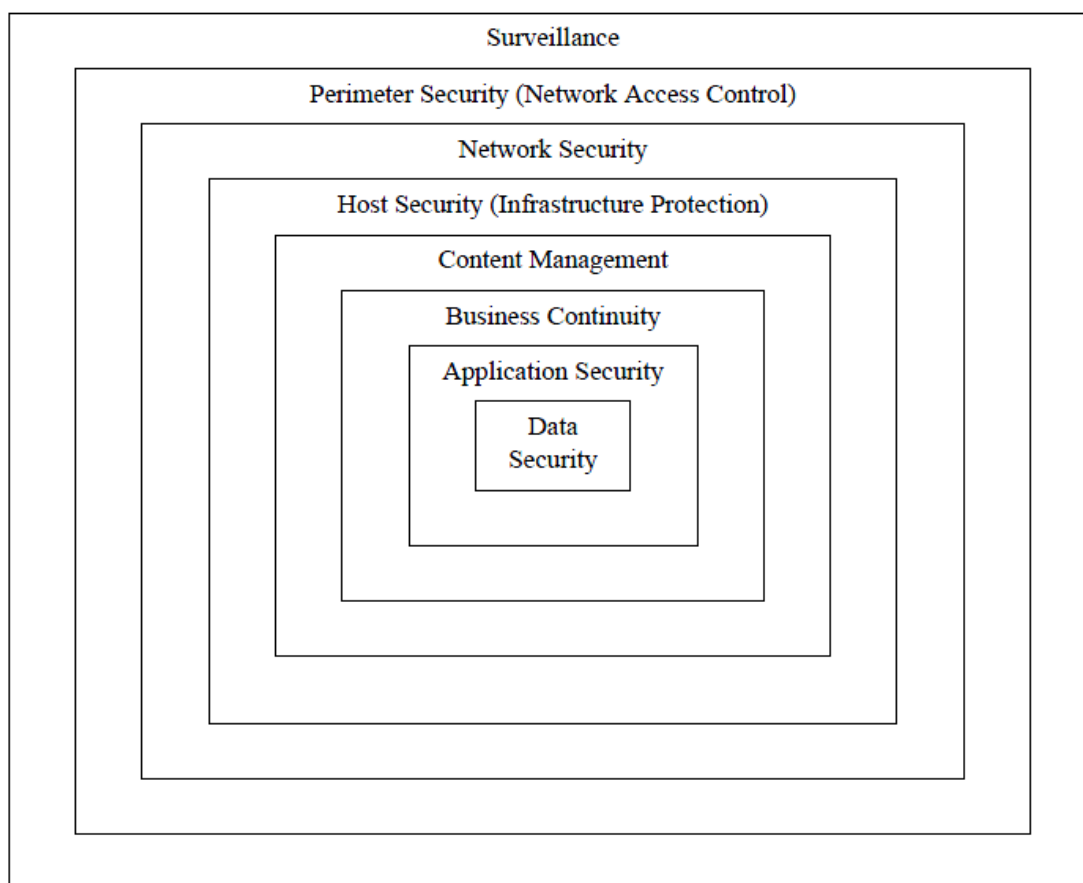 Surveillance
Perimeter Security (Network Access Control)
Network Security
Host Security (Infrastructure Protection)
Content Management
Business Continuity
Application Security
Data
Security